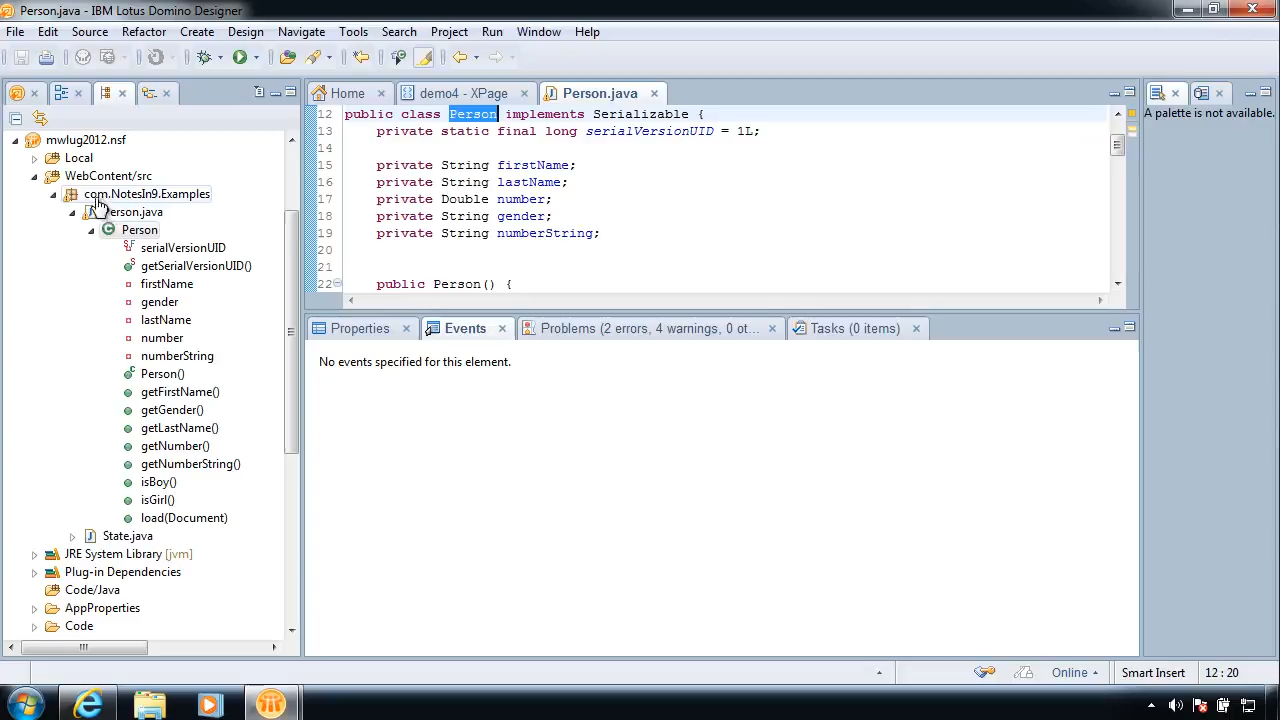 Person.java - IBM Lotus Domino Designer
File Edit Source Refactor Create Design Navigate Tools Search Project Run Window Help
Home demo4 - XPage Person.java
A palette is not available.
mwlug2012.nsf
Local
WebContent/src
com.NotesIn9.Examples
Person.java
Person
serialVersionUID
getSerialVersionUID()
firstName
gender
lastName
number
numberString
Person()
getFirstName()
getGender()
getLastName()
getNumber()
getNumberString()
isBoy()
isGirl()
load(Document)
State.java
JRE System Library [jvm]
Plug-in Dependencies
Code/Java
AppProperties
Code
12 public class Person implements Serializable {
13 private static final long serialVersionUID = 1L;
14
15 private String firstName;
16 private String lastName;
17 private Double number;
18 private String gender;
19 private String numberString;
20
21
22 public Person() {
Properties Events Problems (2 errors, 4 warnings, 0 ot... Tasks (0 items)
No events specified for this element.
Online Smart Insert 12 : 20